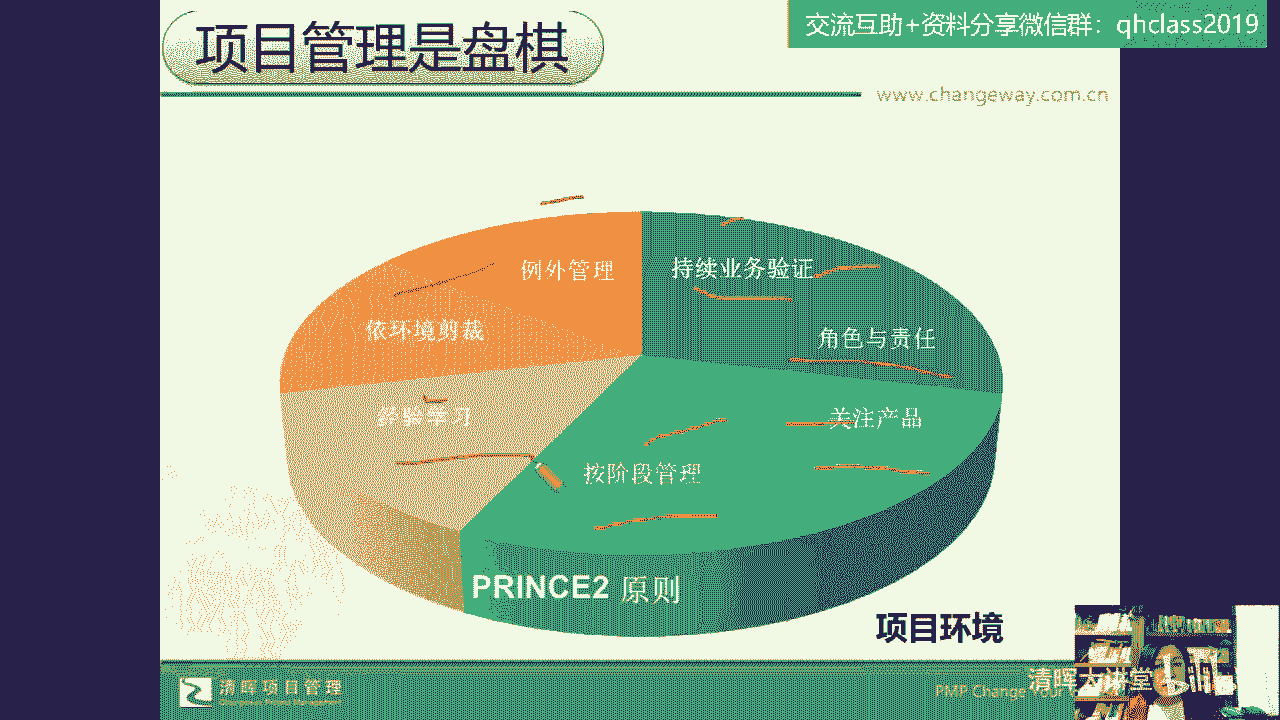 项目管理是盘棋
交流互助+资料分享微信群：qhclass2019
www.changeway.com.cn
例外管理
持续业务验证
依环境剪裁
角色与责任
经验学习
关注产品
按阶段管理
PRINCE2 原则
项目环境
清晖项目管理
清晖大讲堂
PMP Change Your